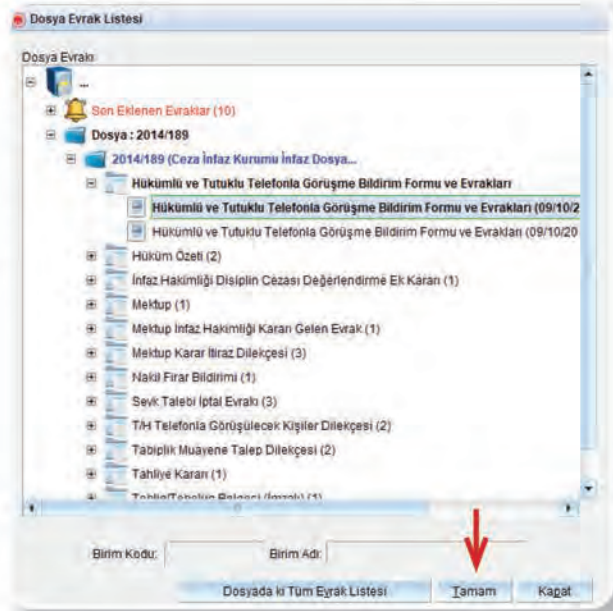 Dosya Evrak Listesi
Dosya Evrakı
...
Son Eklenen Evraklar (10)
Dosya : 2014/189
2014/189 (Ceza İnfaz Kurumu İnfaz Dosya...
Hükümlü ve Tutuklu Telefonla Görüşme Bildirim Formu ve Evrakları
Hükümlü ve Tutuklu Telefonla Görüşme Bildirim Formu ve Evrakları (09/10/2
Hükümlü ve Tutuklu Telefonla Görüşme Bildirim Formu ve Evrakları (09/10/20
Hüküm Özeti (2)
İnfaz Hakimliği Disiplin Cezası Değerlendirme Ek Kararı (1)
Mektup (1)
Mektup İnfaz Hakimliği Kararı Gelen Evrak (1)
Mektup Karar İtiraz Dilekçesi (3)
Nakil Firar Bildirimi (1)
Sevk Talebi İptal Evrakı (3)
T/H Telefonla Görüşülecek Kişiler Dilekçesi (2)
Tabiplik Muayene Talep Dilekçesi (2)
Tahliye Kararı (1)
Tebliğ/Tebellüğ Belgesi (İmzalı) (1)
Birim Kodu: Birim Adı:
Dosyada ki Tüm Evrak Listesi Tamam Kapat